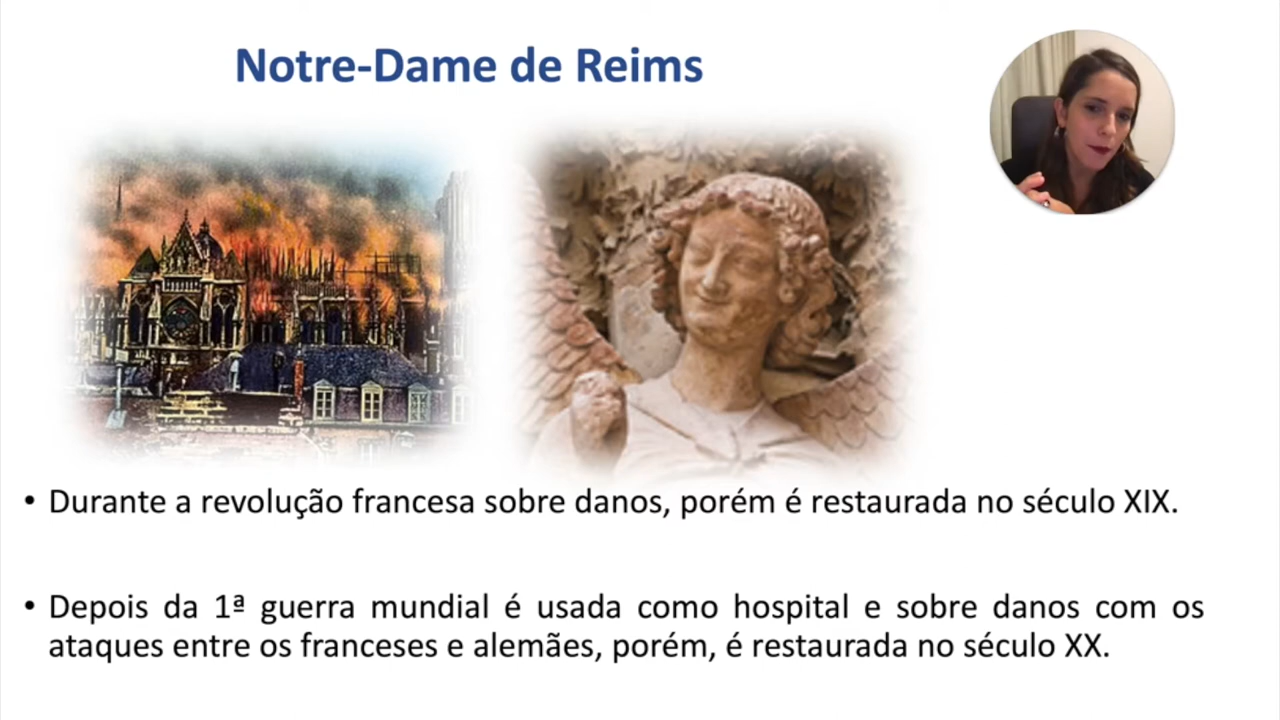 Notre-Dame de Reims
• Durante a revolução francesa sobre danos, porém é restaurada no século XIX.
• Depois da 1ª guerra mundial é usada como hospital e sobre danos com os
ataques entre os franceses e alemães, porém, é restaurada no século XX.